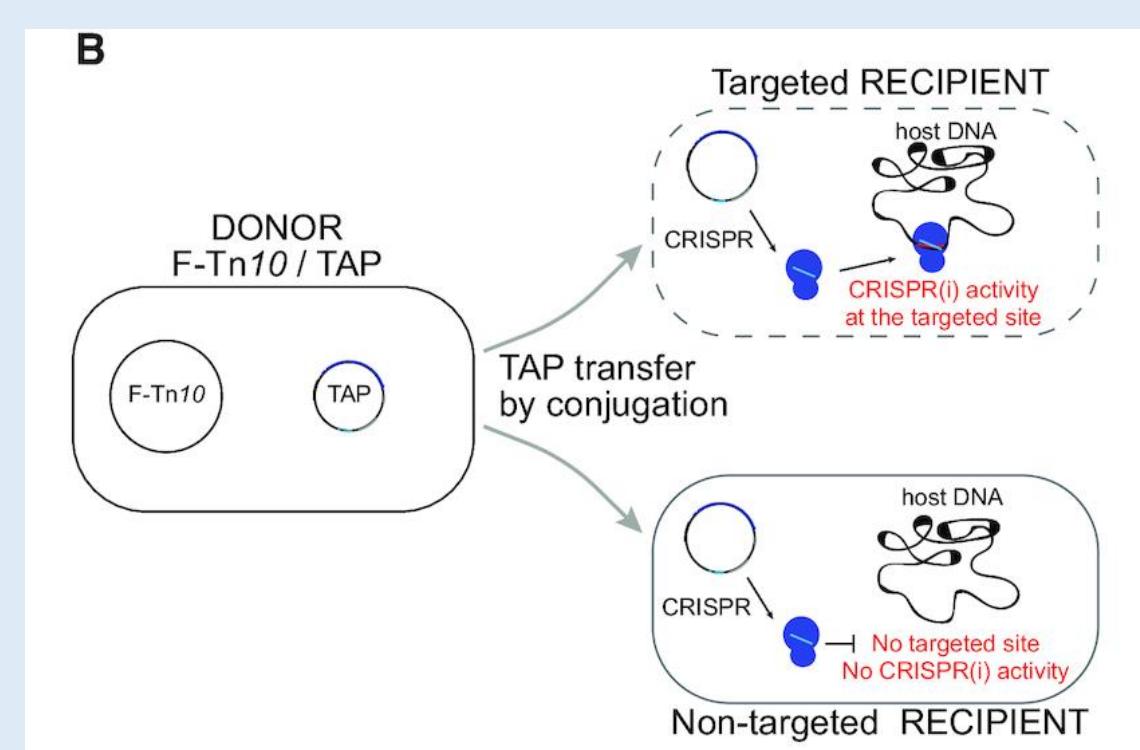 B
DONOR
F-Tn10 / TAP
F-Tn10
TAP
TAP transfer
by conjugation
Targeted RECIPIENT
host DNA
CRISPR
CRISPR(i) activity
at the targeted site
host DNA
CRISPR
No targeted site
No CRISPR(i) activity
Non-targeted RECIPIENT